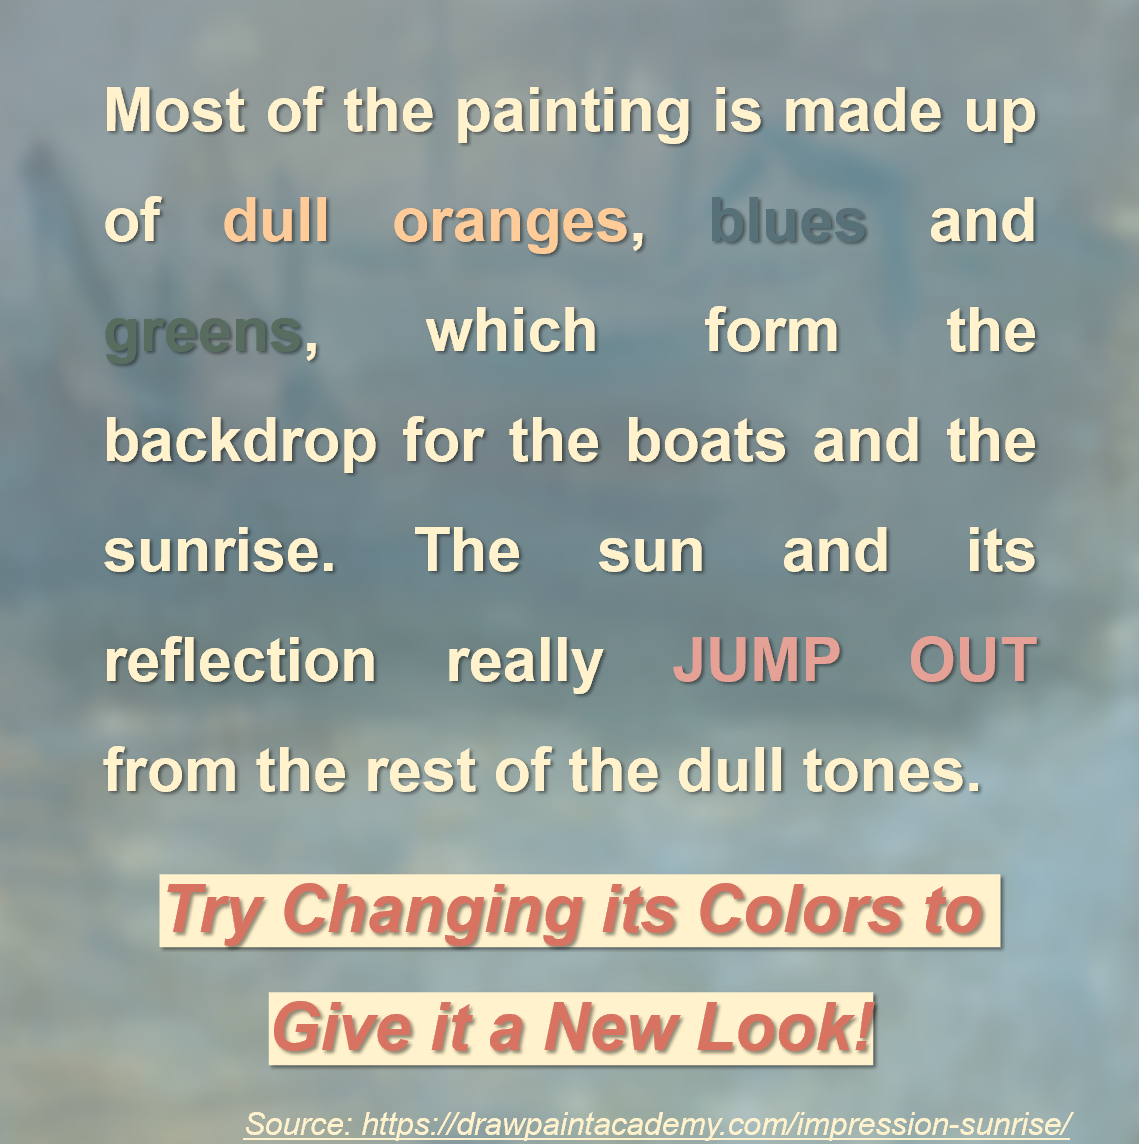 Most of the painting is made up
of dull oranges, blues and
greens, which form the
backdrop for the boats and the
sunrise. The sun and its
reflection really JUMP OUT
from the rest of the dull tones.
Try Changing its Colors to
Give it a New Look!
Source: https://drawpaintacademy.com/impression-sunrise/